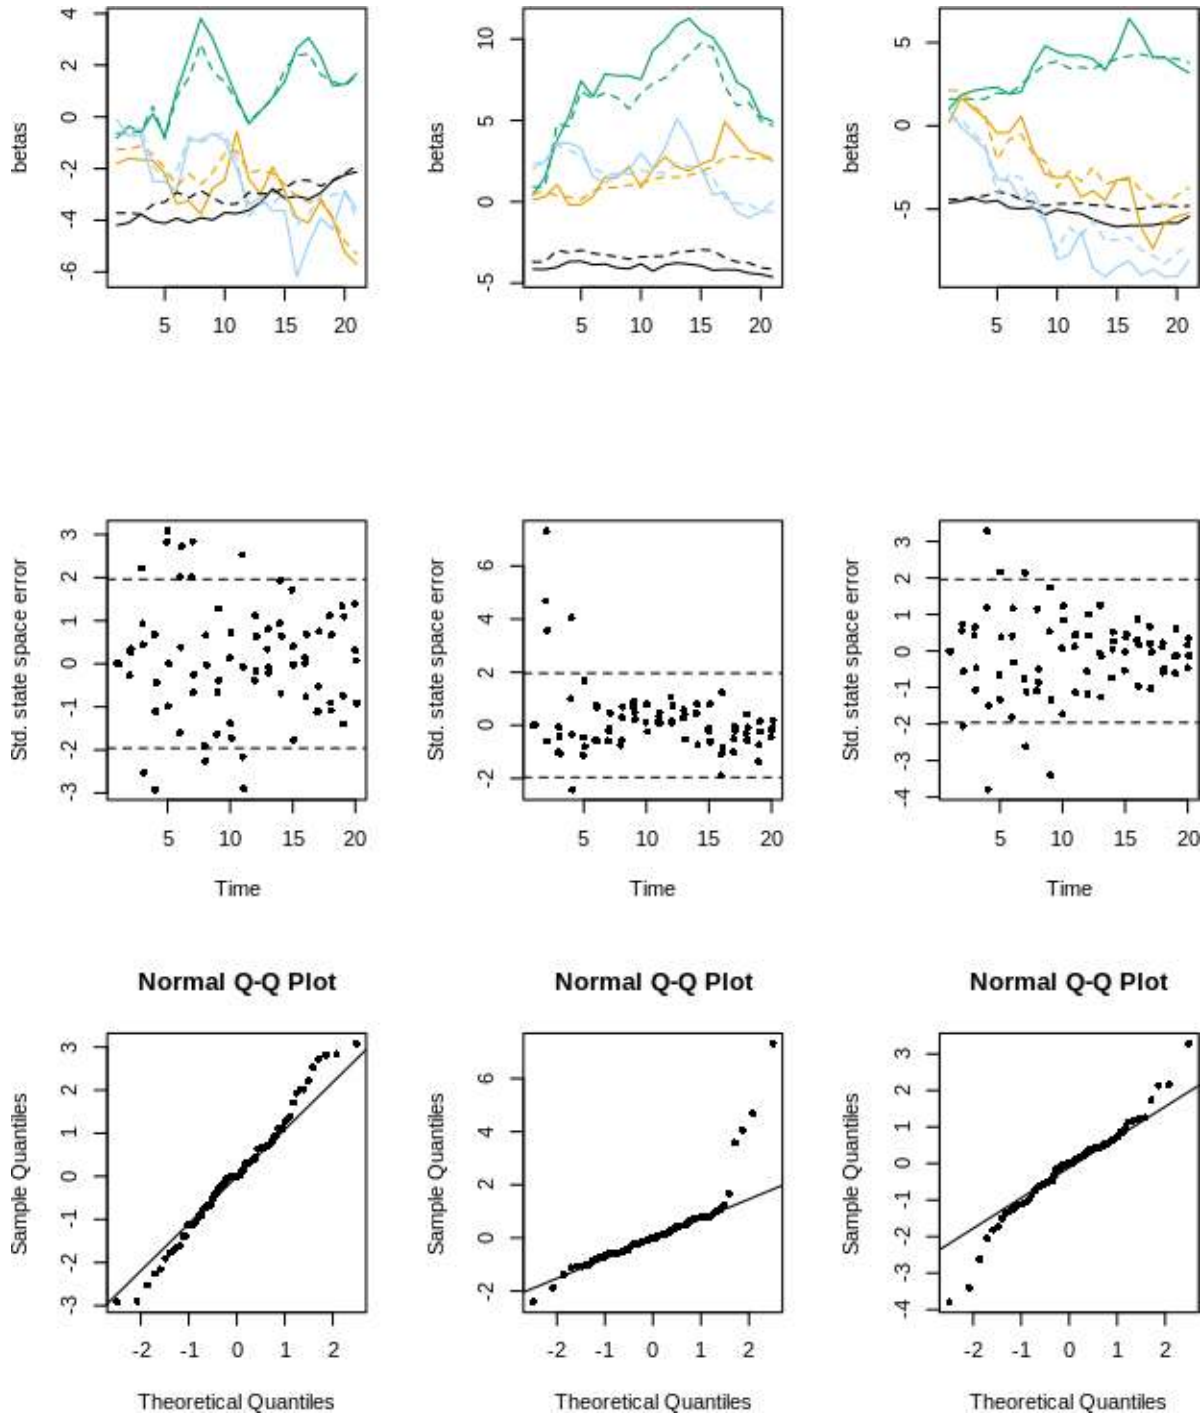 4
2
0
-2
-4
-6
betas
5 10 15 20
10
5
0
-5
betas
5 10 15 20
5
0
-5
betas
5 10 15 20
3
2
1
0
-1
-2
-3
Std. state space error
5 10 15 20
Time
6
4
2
0
-2
Std. state space error
5 10 15 20
Time
3
2
1
0
-1
-2
-3
-4
Std. state space error
5 10 15 20
Time
Normal Q-Q Plot
3
2
1
0
-1
-2
-3
Sample Quantiles
-2 -1 0 1 2
Theoretical Quantiles
Normal Q-Q Plot
6
4
2
0
-2
Sample Quantiles
-2 -1 0 1 2
Theoretical Quantiles
Normal Q-Q Plot
3
2
1
0
-1
-2
-3
-4
Sample Quantiles
-2 -1 0 1 2
Theoretical Quantiles